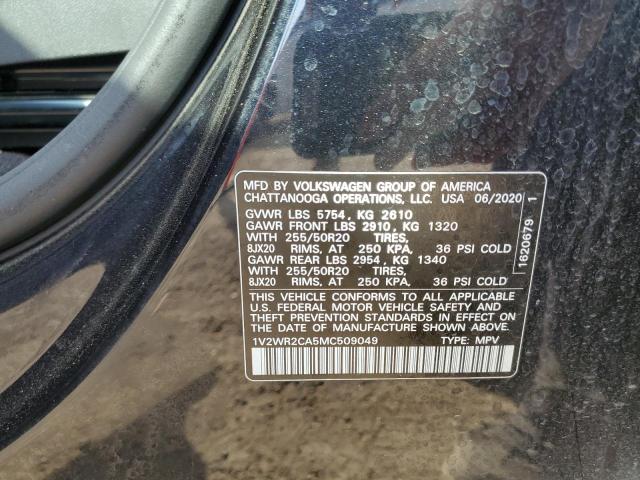 MFD BY VOLKSWAGEN GROUP OF AMERICA
CHATTANOOGA OPERATIONS, LLC. USA 06/2020
GVWR LBS 5754, KG 2610
GAWR FRONT LBS 2910, KG 1320
WITH 255/50R20 TIRES,
8JX20 RIMS, AT 250 KPA, 36 PSI COLD
GAWR REAR LBS 2954, KG 1340
WITH 255/50R20 TIRES,
8JX20 RIMS, AT 250 KPA, 36 PSI COLD
THIS VEHICLE CONFORMS TO ALL APPLICABLE
U.S. FEDERAL MOTOR VEHICLE SAFETY, BUMPER
AND THEFT PREVENTION STANDARDS IN EFFECT
ON THE DATE OF MANUFACTURE SHOWN ABOVE.
1V2WR2CA5MC509049 TYPE: MPV
1620679 1